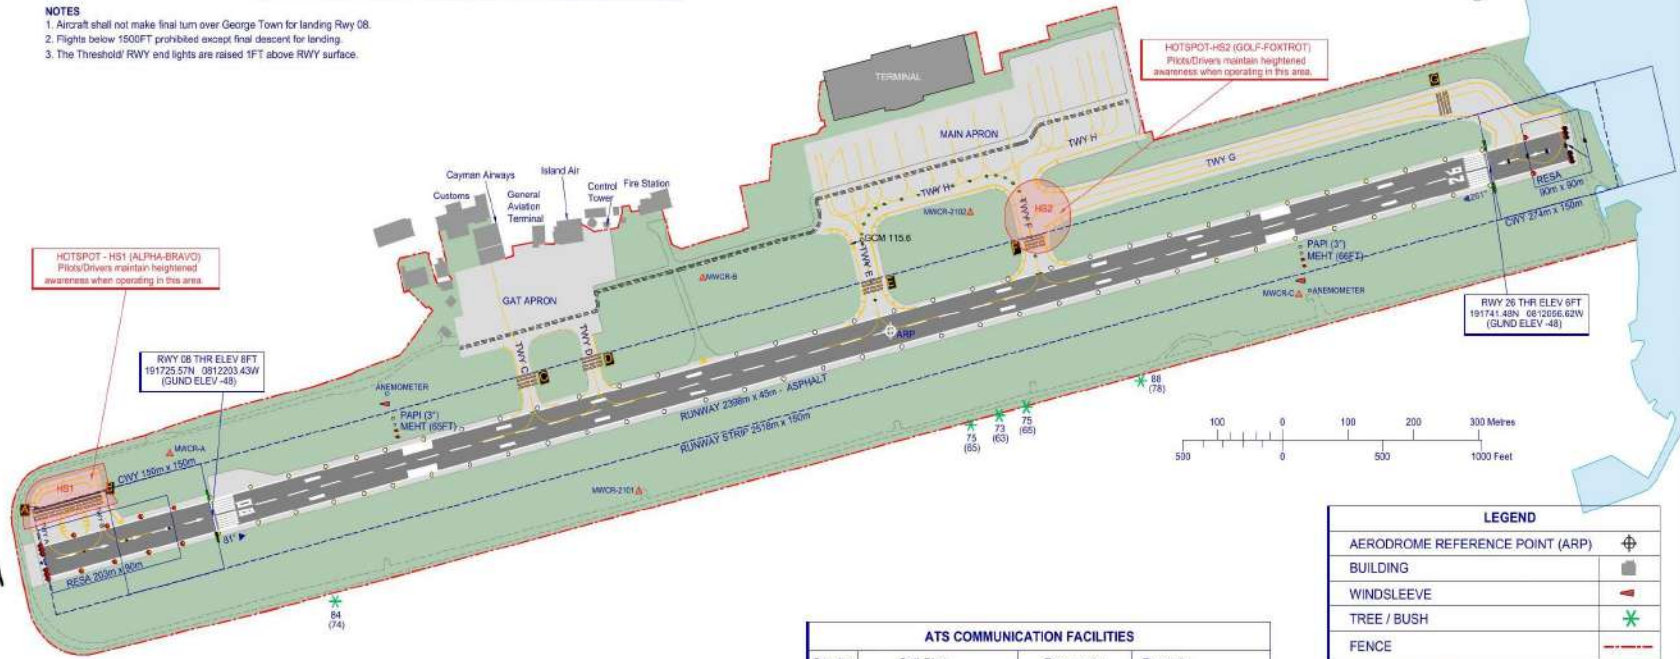 NOTES
1. Aircraft shall not make final turn over George Town for landing Rwy 08.
2. Flights below 1500FT prohibited except final descent for landing.
3. The Threshold/ RWY end lights are raised 1FT above RWY surface.
HOTSPOT-HS2 (GOLF-FOXTROT)
Pilots/Drivers maintain heightened
awareness when operating in this area.
TERMINAL
MAIN APRON
TWY H
G
TWY G
26
RESA
90m x 90m
CWY 274m x 150m
261°
Cayman Airways
Island Air
Customs
General
Aviation
Terminal
Control
Tower
Fire Station
TWY H
MWCR-2102
TWY F
HS2
F
GCM 115.6
TWY E
E
PAPI (3°)
MEHT (66FT)
MWCR-C
ANEMOMETER
RWY 26 THR ELEV 6FT
191741.48N 0812056.62W
(GUND ELEV -48)
HOTSPOT - HS1 (ALPHA-BRAVO)
Pilots/Drivers maintain heightened
awareness when operating in this area.
MWCR-B
GAT APRON
ARP
RWY 08 THR ELEV 8FT
191725.57N 0812203.43W
(GUND ELEV -48)
TWY C
C
TWY D
D
ANEMOMETER
PAPI (3°)
MEHT (65FT)
RUNWAY 2398m x 45m - ASPHALT
RUNWAY STRIP 2518m x 150m
88
(78)
75
(65)
73
(63)
75
(65)
100 0 100 200 300 Metres
500 0 500 1000 Feet
MWCR-A
CWY 150m x 150m
HS1
A
B
TWY A
MWCR-2101
81°
RESA 203m x 90m
84
(74)
LEGEND
AERODROME REFERENCE POINT (ARP)
BUILDING
WINDSLEEVE
TREE / BUSH
FENCE
ATS COMMUNICATION FACILITIES